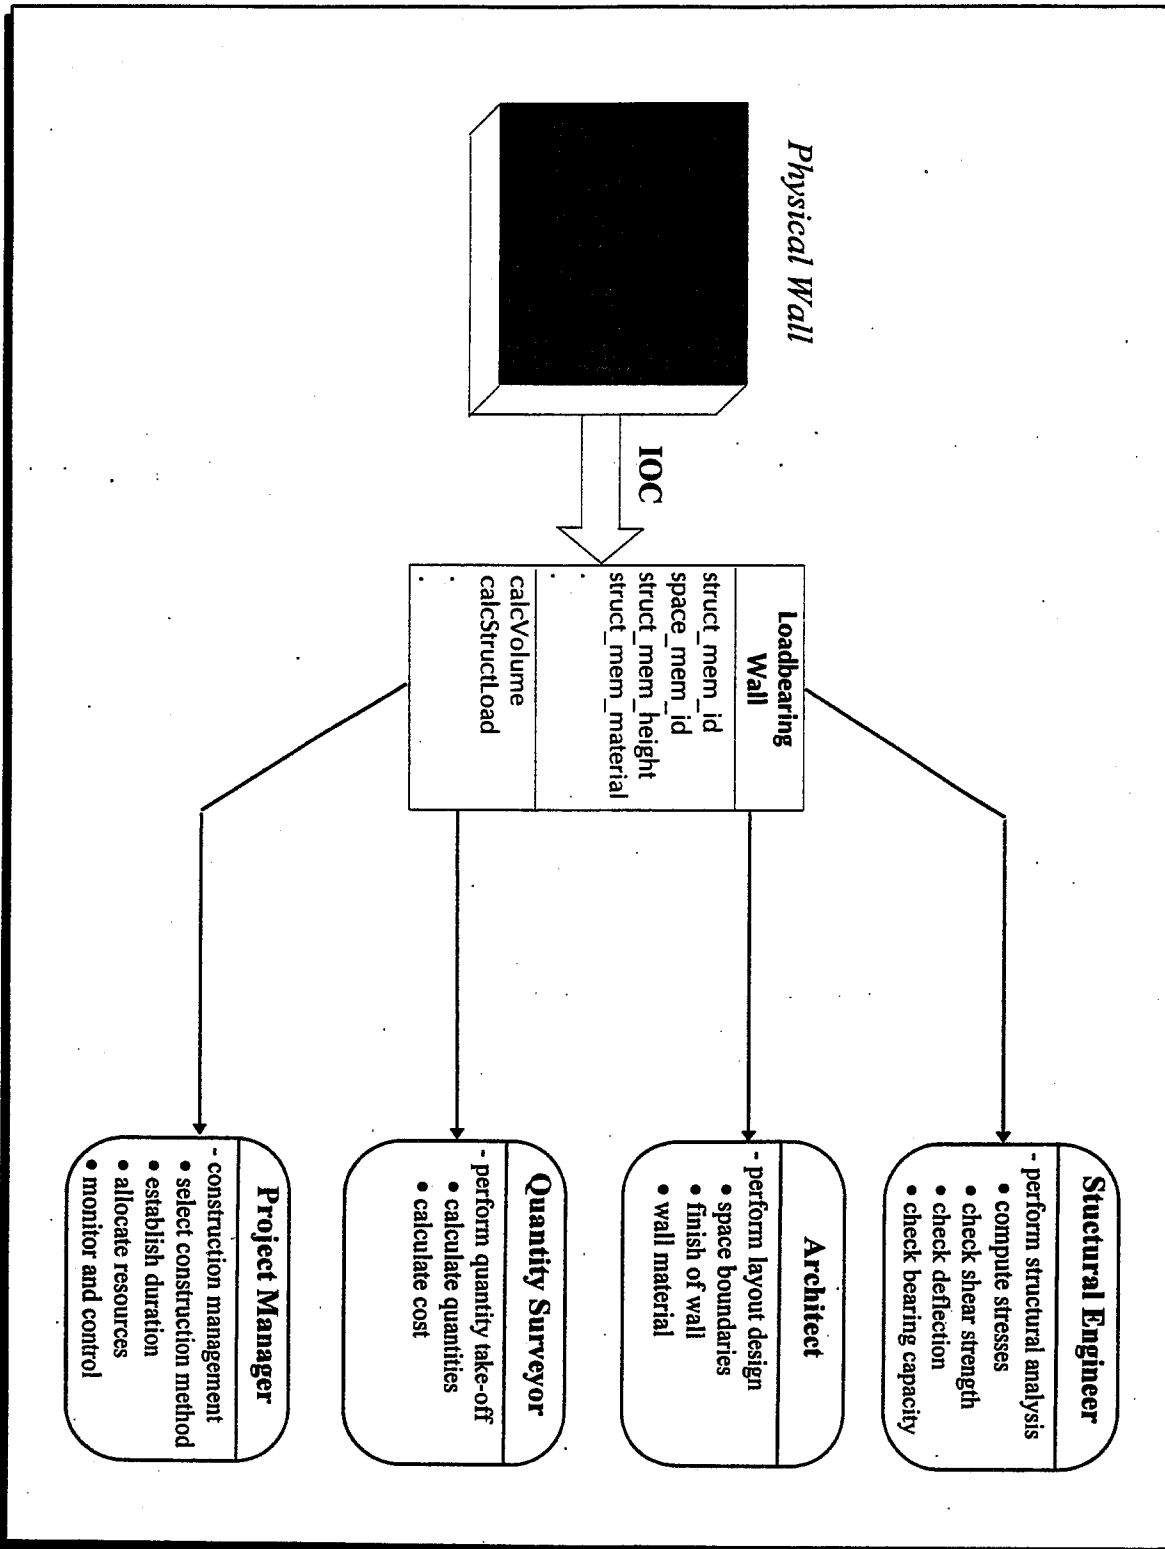 Physical Wall
IOC
Loadbearing
Wall
struct_mem_id
space_mem_id
struct_mem_height
struct_mem_material
.
.
calcVolume
calcStructLoad
.
.
Stuctural Engineer
- perform structural analysis
• compute stresses
• check shear strength
• check deflection
• check bearing capacity
Architect
- perform layout design
• space boundaries
• finish of wall
• wall material
Quantity Surveyor
- perform quantity take-off
• calculate quantities
• calculate cost
Project Manager
- construction management
• select construction method
• establish duration
• allocate resources
• monitor and control